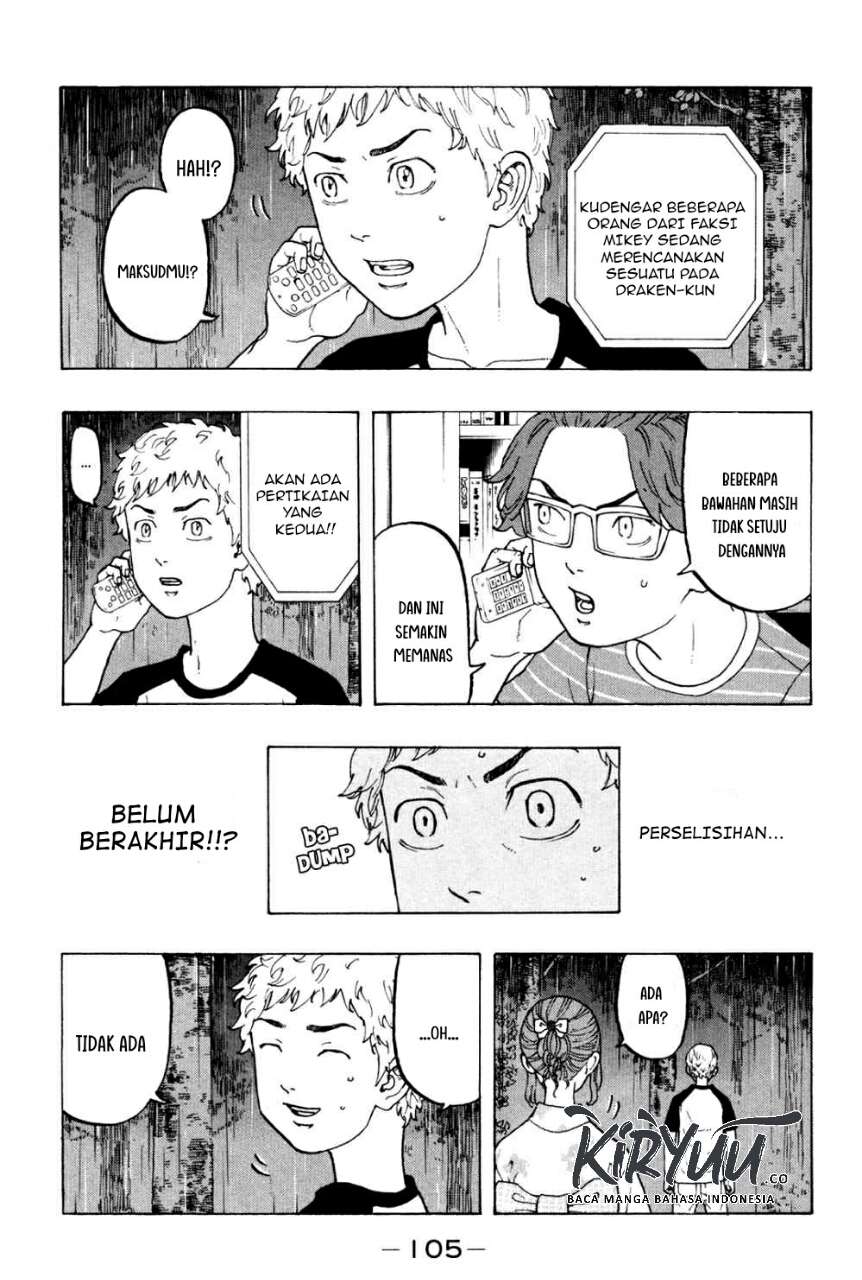 KUDENGAR BEBERAPA
ORANG DARI FAKSI
MIKEY SEDANG
MERENCANAKAN
SESUATU PADA
DRAKEN-KUN
HAH!?
MAKSUDMU!?
BEBERAPA
BAWAHAN MASIH
TIDAK SETUJU
DENGANNYA
DAN INI
SEMAKIN
MEMANAS
AKAN ADA
PERTIKAIAN
YANG
KEDUA!!
...
PERSELISIHAN...
ba-
DUMP
BELUM
BERAKHIR!!?
ADA
APA?
...OH...
TIDAK ADA
KIRYUU.CO
BACA MANGA BAHASA INDONESIA
-105-